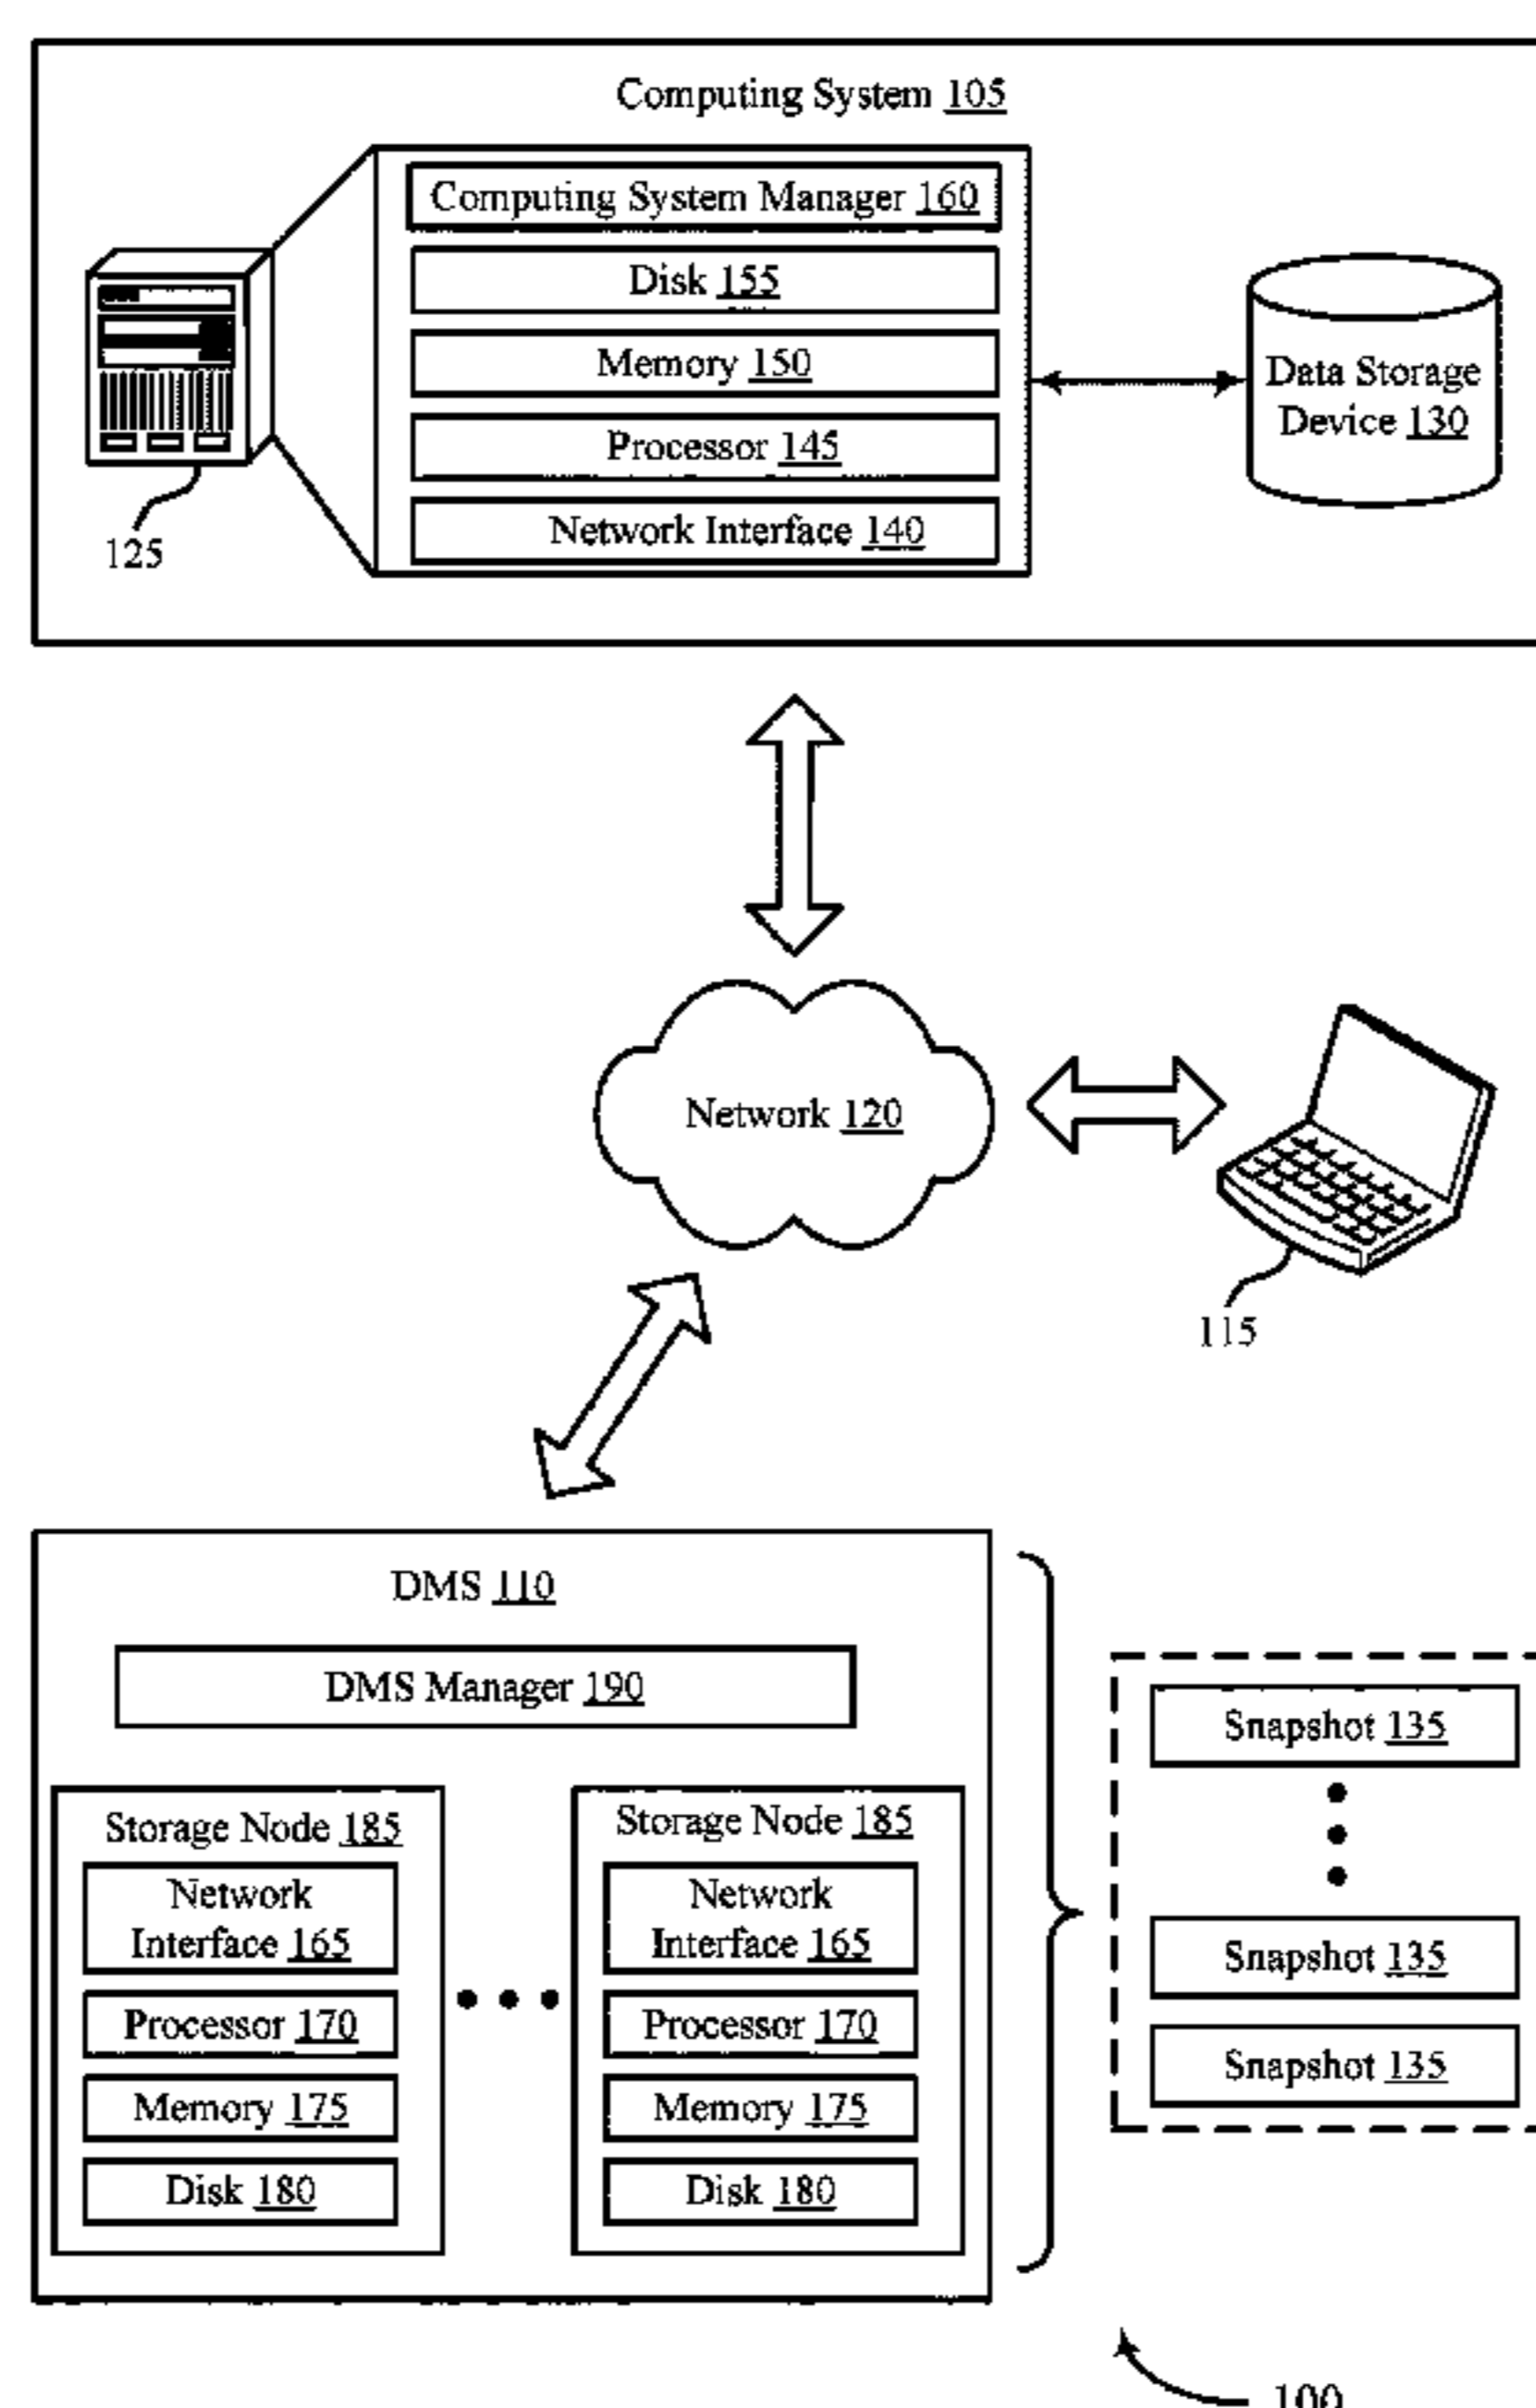 Computing System 105
Computing System Manager 160
Disk 155
Memory 150
Processor 145
Network Interface 140
125
Data Storage
Device 130
Network 120
115
DMS 110
DMS Manager 190
Storage Node 185
Network
Interface 165
Processor 170
Memory 175
Disk 180
Storage Node 185
Network
Interface 165
Processor 170
Memory 175
Disk 180
Snapshot 135
Snapshot 135
Snapshot 135
100